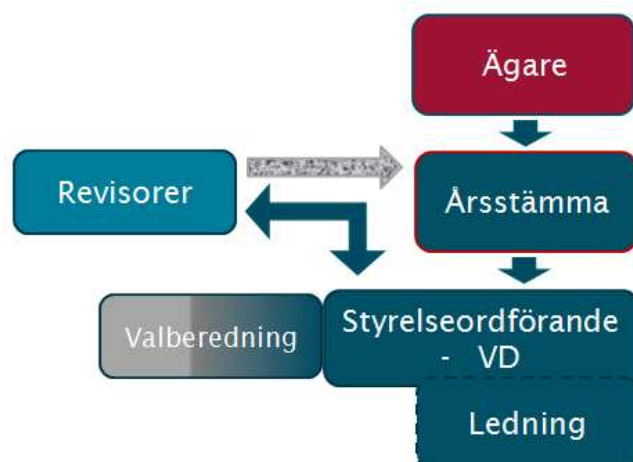 Ägare
Revisorer
Årsstämma
Valberedning
Styrelseordförande
- VD
Ledning